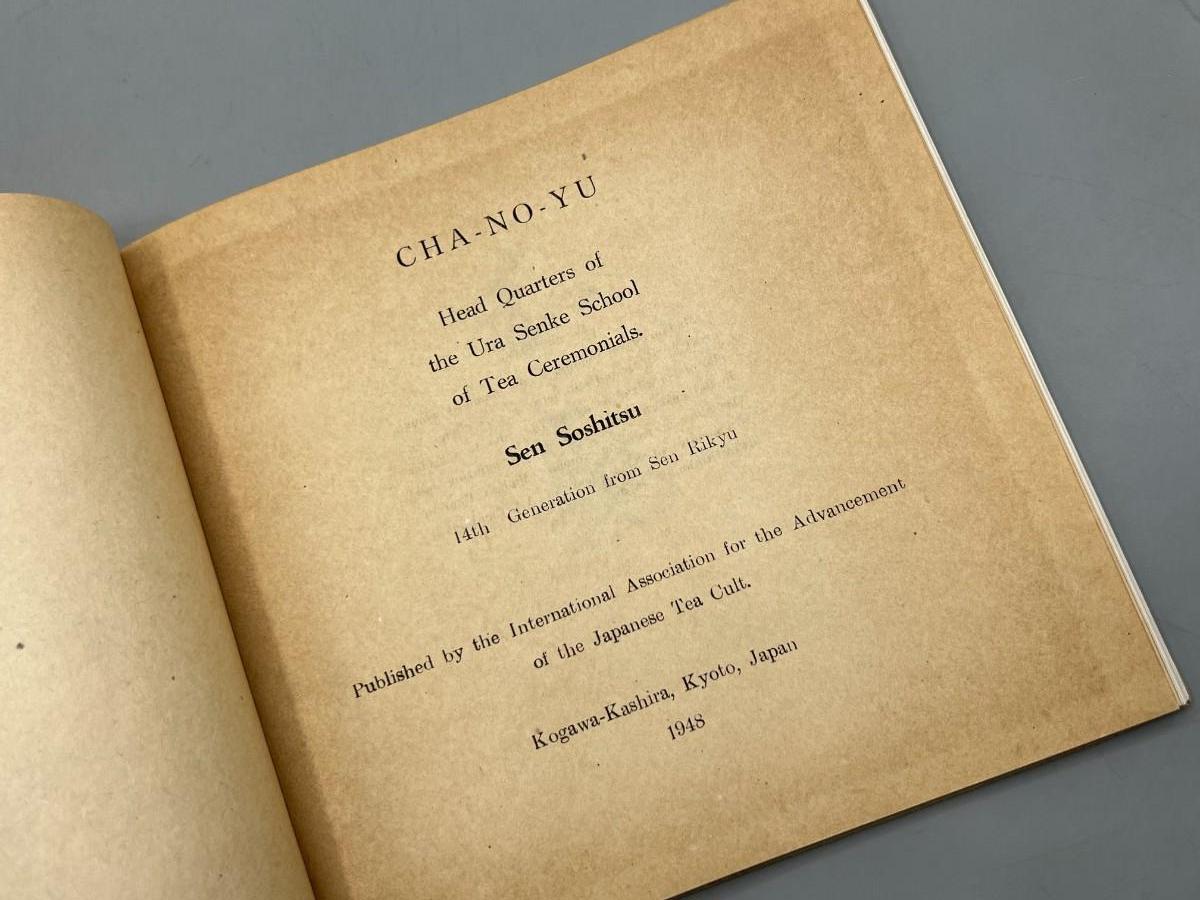 CHA-NO-YU
Head Quarters of
the Ura Senke School
of Tea Ceremonials.
Sen Soshitsu
14th Generation from Sen Rikyu
Published by the International Association for the Advancement
of the Japanese Tea Cult.
Kogawa-Kashira, Kyoto, Japan
1948